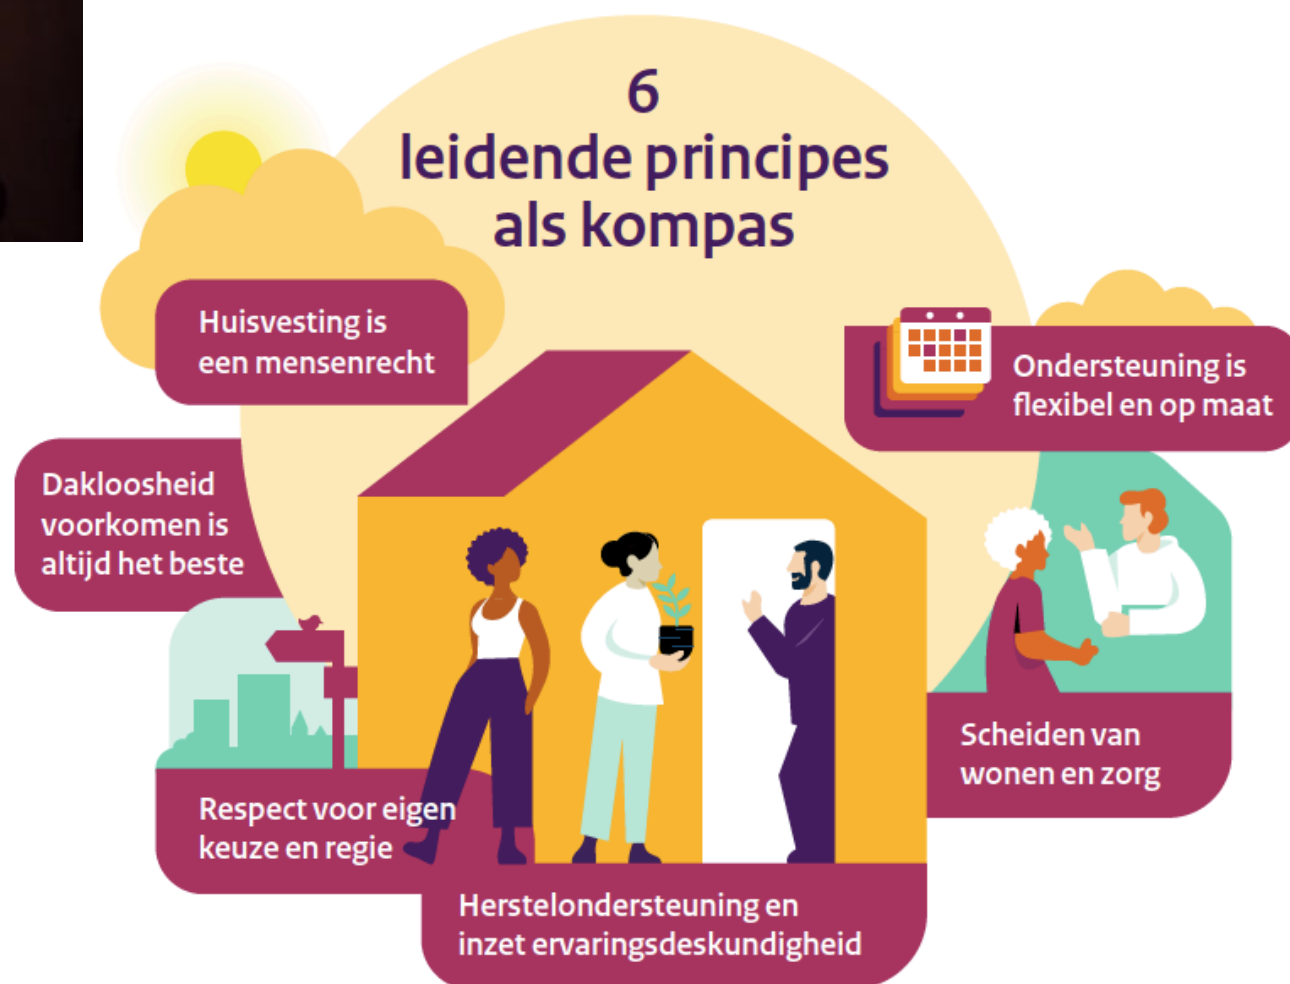 6
leidende principes
als kompas
Huisvesting is
een mensenrecht
Ondersteuning is
flexibel en op maat
Dakloosheid
voorkomen is
altijd het beste
Scheiden van
wonen en zorg
Respect voor eigen
keuze en regie
Herstelondersteuning en
inzet ervaringsdeskundigheid